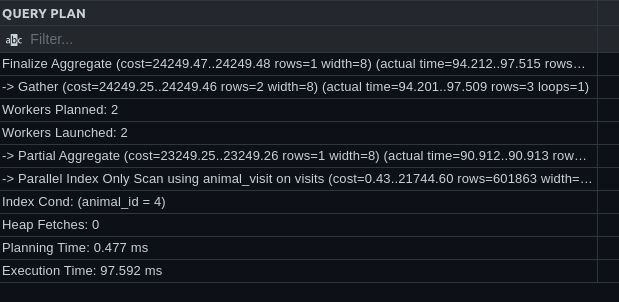 QUERY PLAN
abc Filter...
Finalize Aggregate (cost=24249.47..24249.48 rows=1 width=8) (actual time=94.212..97.515 rows…
-> Gather (cost=24249.25..24249.46 rows=2 width=8) (actual time=94.201..97.509 rows=3 loops=1)
Workers Planned: 2
Workers Launched: 2
-> Partial Aggregate (cost=23249.25..23249.26 rows=1 width=8) (actual time=90.912..90.913 row…
-> Parallel Index Only Scan using animal_visit on visits (cost=0.43..21744.60 rows=601863 width=…
Index Cond: (animal_id = 4)
Heap Fetches: 0
Planning Time: 0.477 ms
Execution Time: 97.592 ms